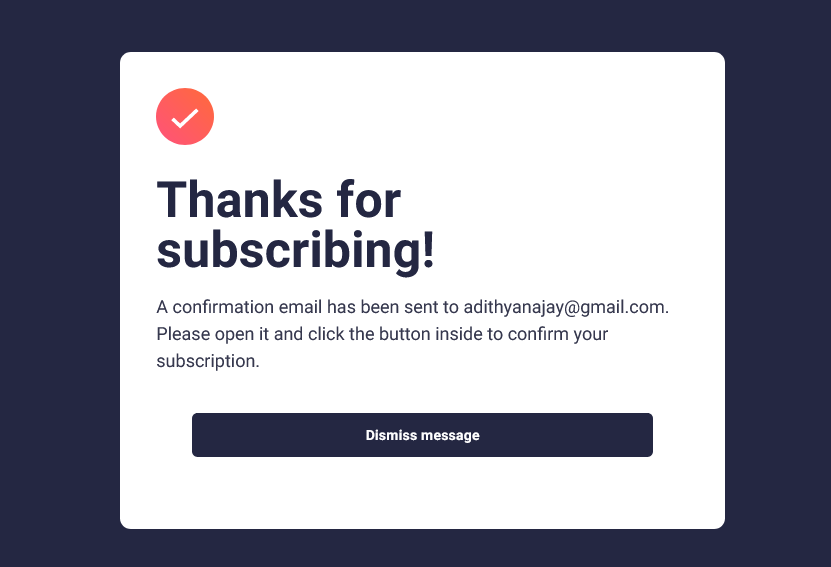 Thanks for
subscribing!
A confirmation email has been sent to adithyanajay@gmail.com.
Please open it and click the button inside to confirm your
subscription.
Dismiss message